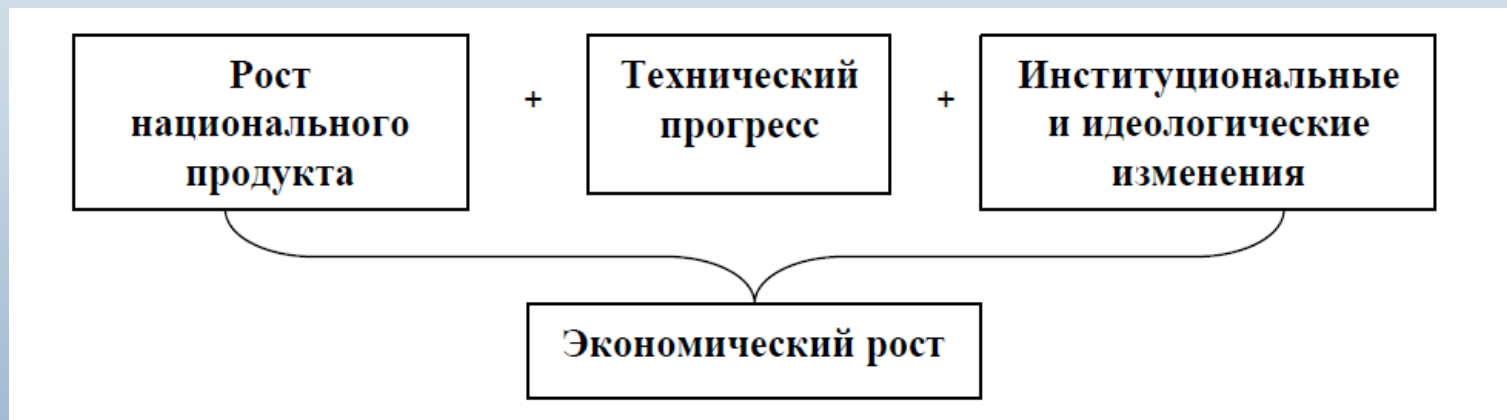 Рост
национального
продукта
+
Технический
прогресс
+
Институциональные
и идеологические
изменения
Экономический рост